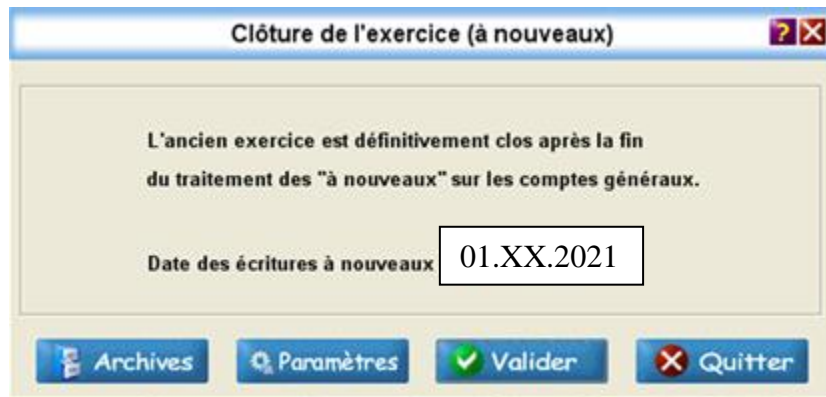 Clôture de l'exercice (à nouveaux)
?
L'ancien exercice est définitivement clos après la fin
du traitement des "à nouveaux" sur les comptes généraux.
Date des écritures à nouveaux 01.XX.2021
Archives Paramètres Valider Quitter